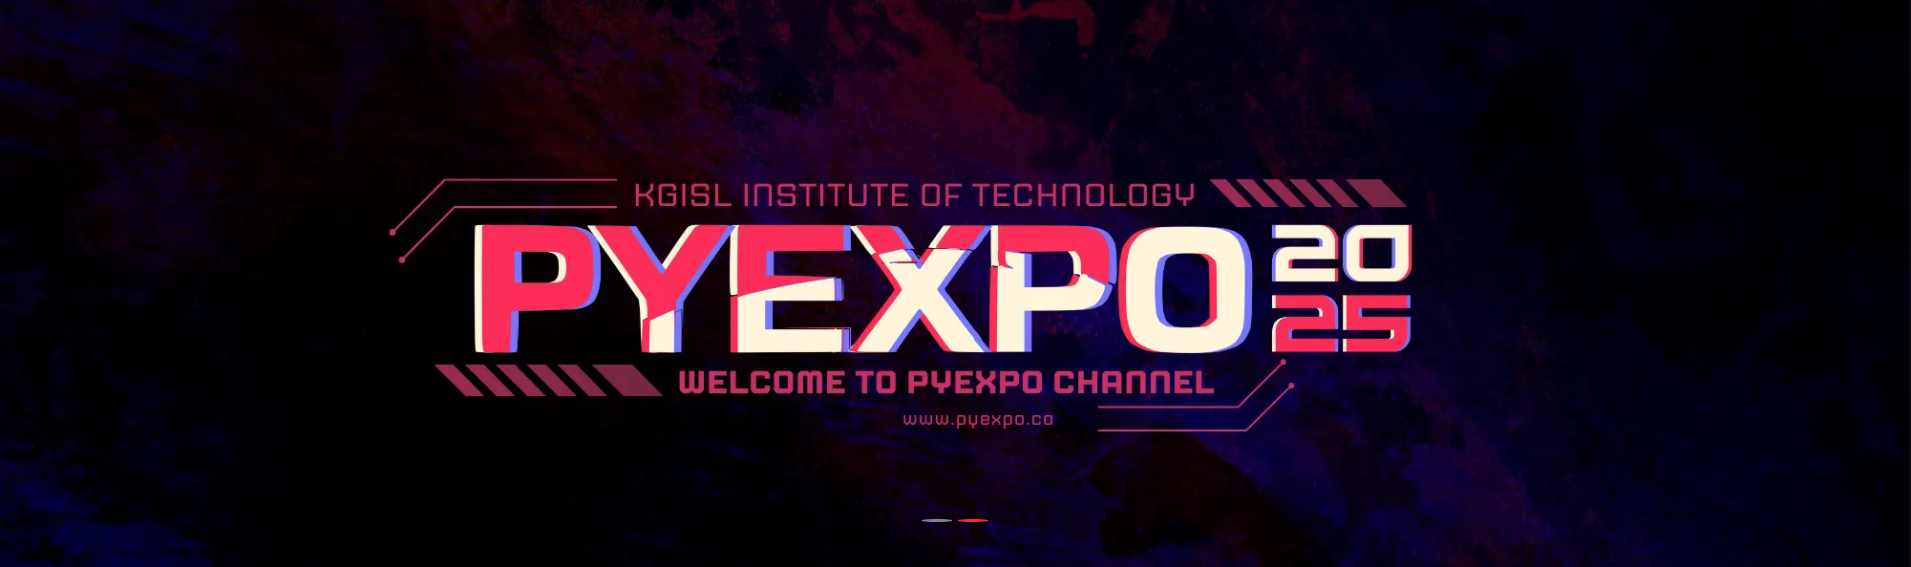 KGISL INSTITUTE OF TECHNOLOGY
PYEXPO 2025
WELCOME TO PYEXPO CHANNEL
www.pyexpo.co